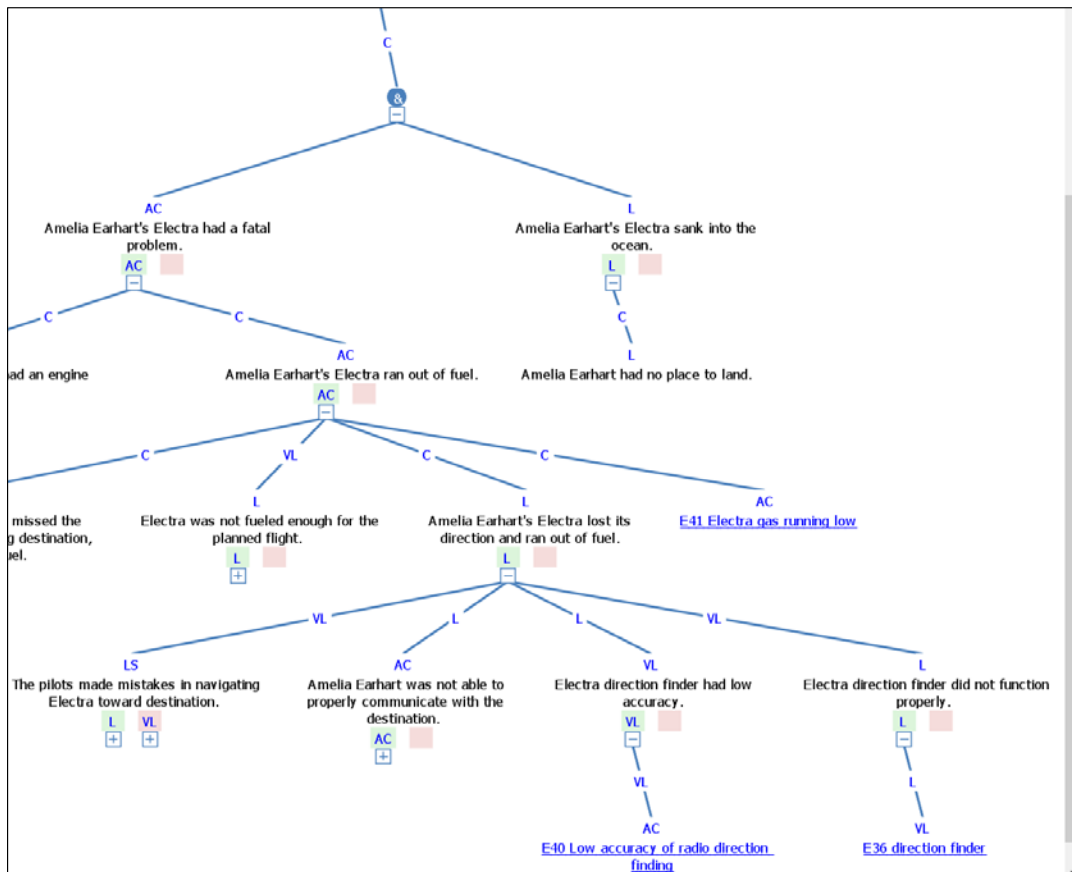 C
&
AC
L
Amelia Earhart's Electra had a fatal
problem.
Amelia Earhart's Electra sank into the
ocean.
AC
L
C
C
C
AC
L
ad an engine
Amelia Earhart's Electra ran out of fuel.
Amelia Earhart had no place to land.
AC
C
VL
C
C
L
L
AC
missed the
g destination,
uel.
Electra was not fueled enough for the
planned flight.
Amelia Earhart's Electra lost its
direction and ran out of fuel.
E41 Electra gas running low
L
L
VL
L
L
VL
LS
AC
VL
L
The pilots made mistakes in navigating
Electra toward destination.
Amelia Earhart was not able to
properly communicate with the
destination.
Electra direction finder had low
accuracy.
Electra direction finder did not function
properly.
L
VL
AC
VL
L
VL
L
AC
VL
E40 Low accuracy of radio direction
finding
E36 direction finder